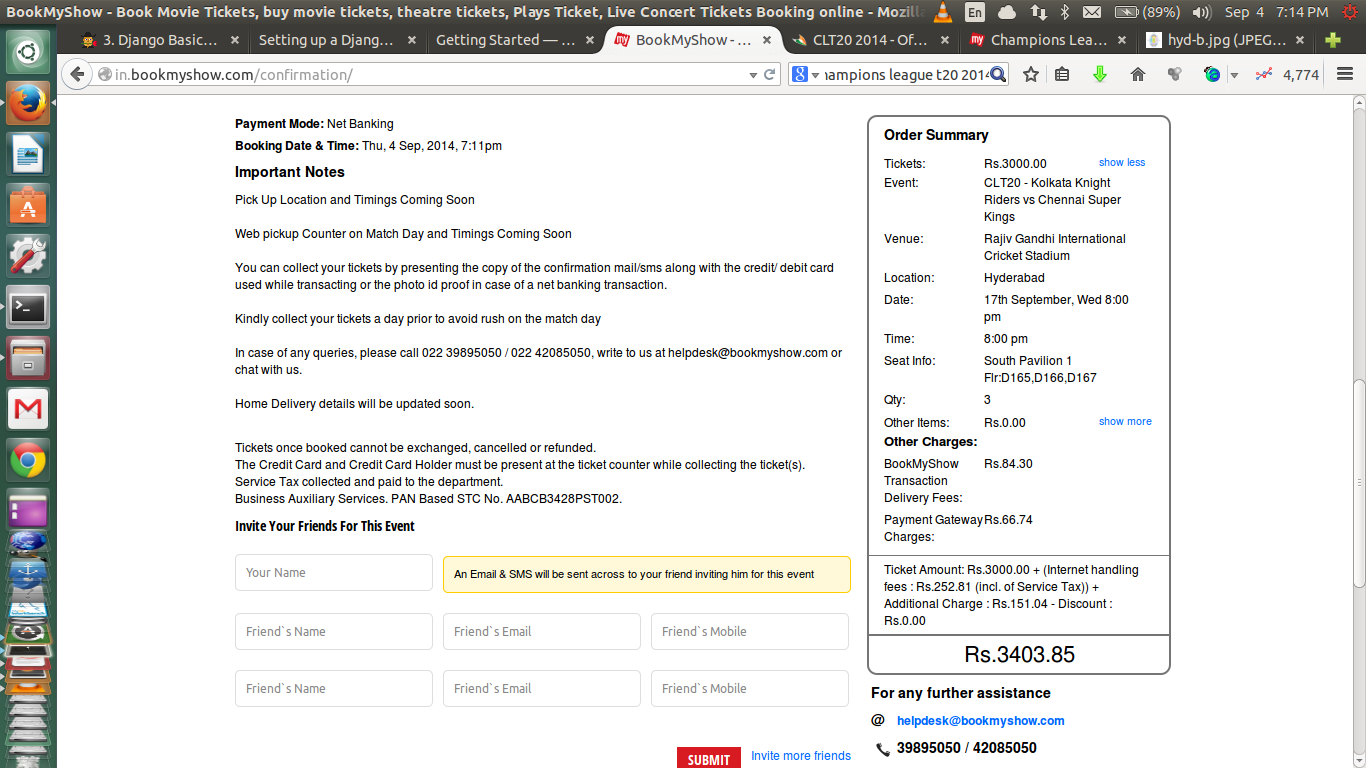 BookMyShow - Book Movie Tickets, buy movie tickets, theatre tickets, Plays Ticket, Live Concert Tickets Booking online - Mozill
En
(89%)
Sep 4 7:14 PM
3. Django Basic...
Setting up a Djang...
Getting Started — ...
my BookMyShow - ...
CLT20 2014 - Of...
my Champions Lea...
hyd-b.jpg (JPEG...
in.bookmyshow.com/confirmation/
ampions league t20 2014
4,774
Payment Mode: Net Banking
Booking Date & Time: Thu, 4 Sep, 2014, 7:11pm
Important Notes
Pick Up Location and Timings Coming Soon
Web pickup Counter on Match Day and Timings Coming Soon
You can collect your tickets by presenting the copy of the confirmation mail/sms along with the credit/ debit card
used while transacting or the photo id proof in case of a net banking transaction.
Kindly collect your tickets a day prior to avoid rush on the match day
In case of any queries, please call 022 39895050 / 022 42085050, write to us at helpdesk@bookmyshow.com or
chat with us.
Home Delivery details will be updated soon.
Tickets once booked cannot be exchanged, cancelled or refunded.
The Credit Card and Credit Card Holder must be present at the ticket counter while collecting the ticket(s).
Service Tax collected and paid to the department.
Business Auxiliary Services. PAN Based STC No. AABCB3428PST002.
Invite Your Friends For This Event
Your Name
An Email & SMS will be sent across to your friend inviting him for this event
Friend`s Name
Friend`s Email
Friend`s Mobile
Friend`s Name
Friend`s Email
Friend`s Mobile
SUBMIT
Invite more friends
Order Summary
Tickets: Rs.3000.00 show less
Event: CLT20 - Kolkata Knight
Riders vs Chennai Super
Kings
Venue: Rajiv Gandhi International
Cricket Stadium
Location: Hyderabad
Date: 17th September, Wed 8:00
pm
Time: 8:00 pm
Seat Info: South Pavilion 1
Flr:D165,D166,D167
Qty: 3
Other Items: Rs.0.00 show more
Other Charges:
BookMyShow Rs.84.30
Transaction
Delivery Fees:
Payment Gateway Rs.66.74
Charges:
Ticket Amount: Rs.3000.00 + (Internet handling
fees : Rs.252.81 (incl. of Service Tax)) +
Additional Charge : Rs.151.04 - Discount :
Rs.0.00
Rs.3403.85
For any further assistance
@ helpdesk@bookmyshow.com
39895050 / 42085050